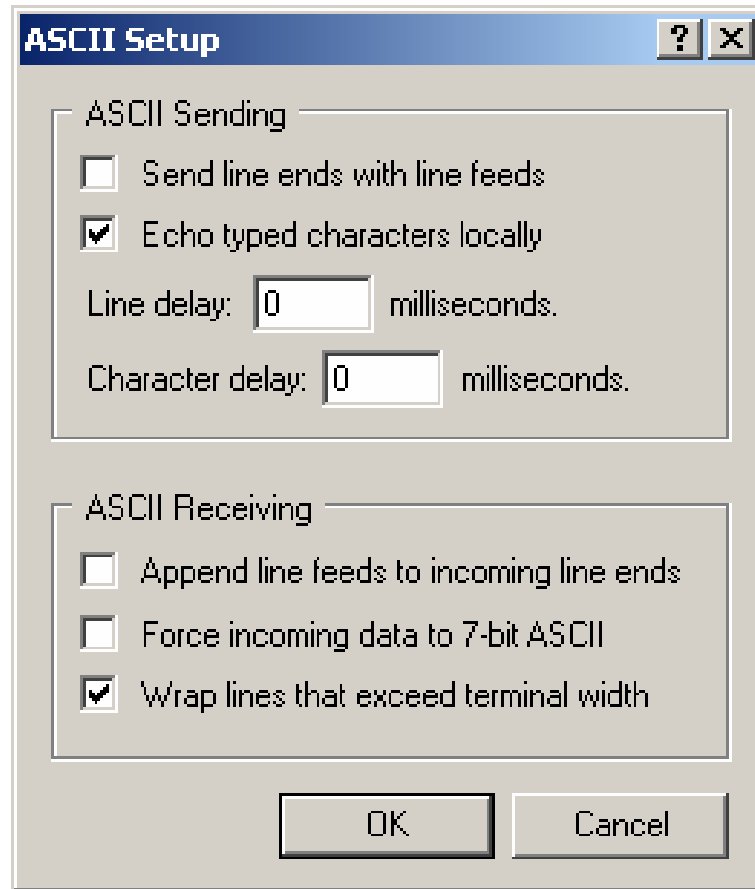 ASCII Setup
ASCII Sending
Send line ends with line feeds
Echo typed characters locally
Line delay: 0 milliseconds.
Character delay: 0 milliseconds.
ASCII Receiving
Append line feeds to incoming line ends
Force incoming data to 7-bit ASCII
Wrap lines that exceed terminal width
OK Cancel